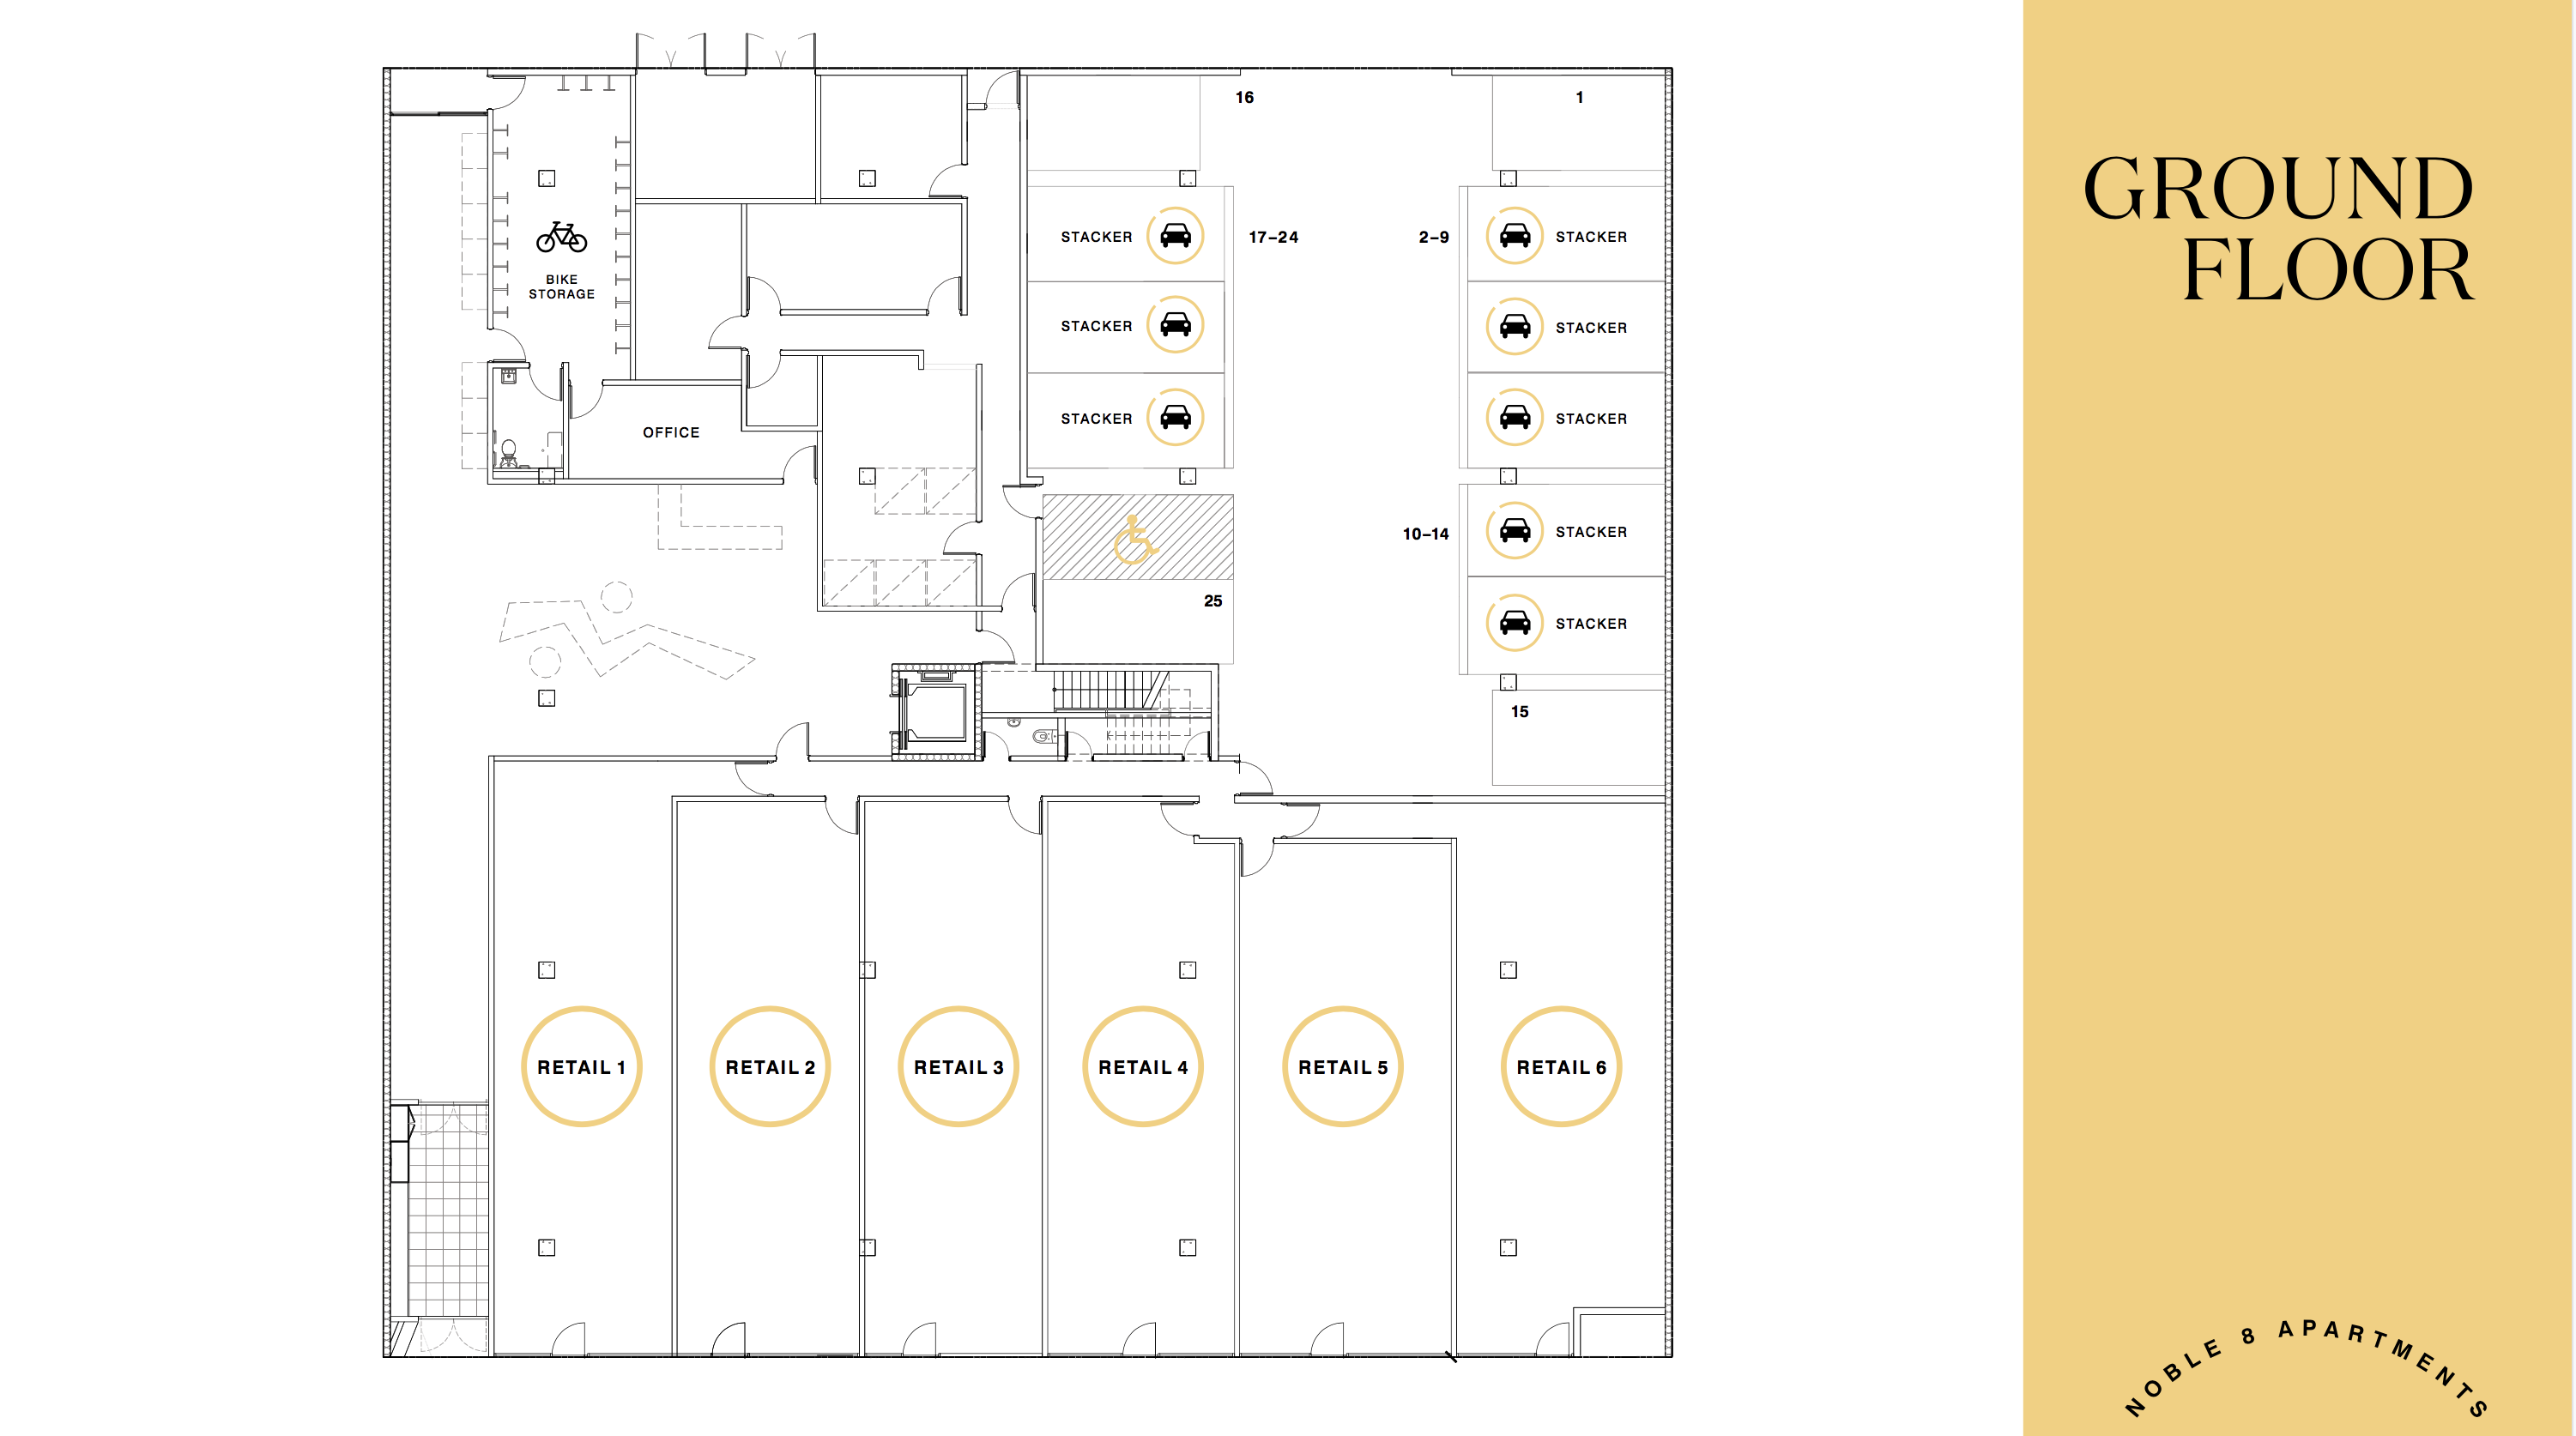 GROUND
FLOOR
16
1
STACKER
17–24
2–9
STACKER
BIKE
STORAGE
STACKER
STACKER
STACKER
STACKER
OFFICE
10–14
STACKER
25
STACKER
15
RETAIL 1
RETAIL 2
RETAIL 3
RETAIL 4
RETAIL 5
RETAIL 6
NOBLE 8 APARTMENTS